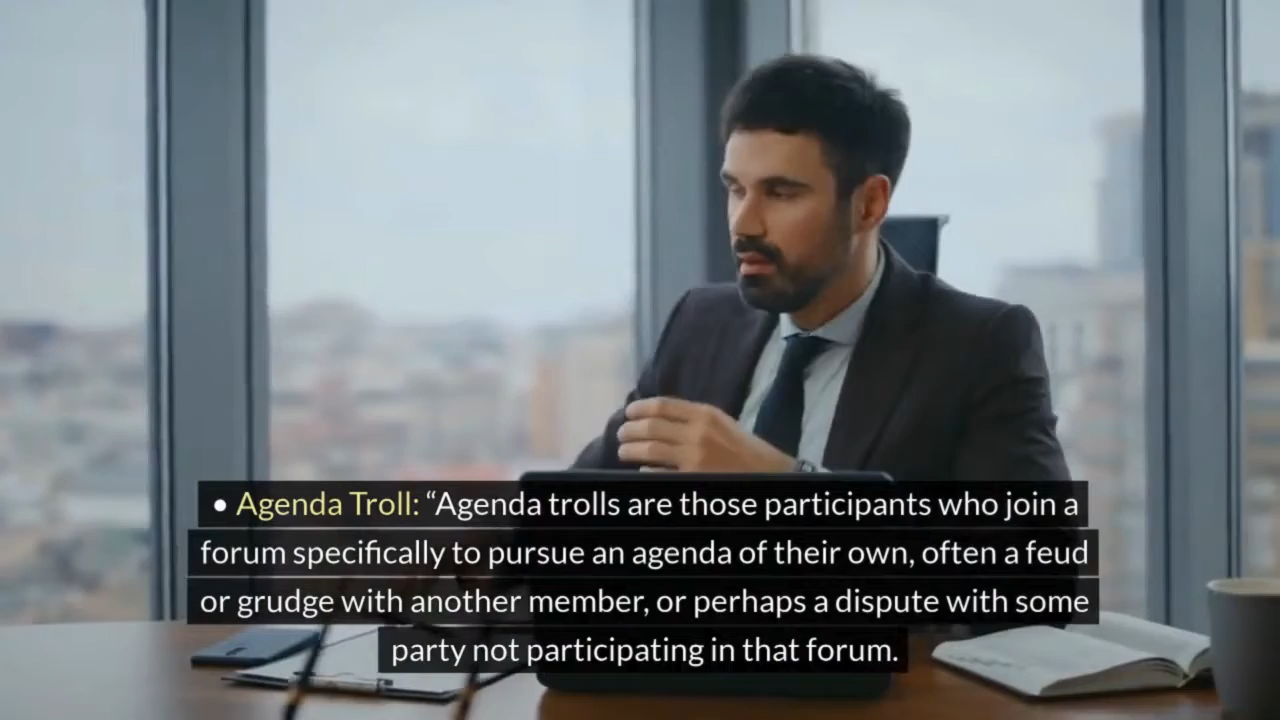 • Agenda Troll: “Agenda trolls are those participants who join a
forum specifically to pursue an agenda of their own, often a feud
or grudge with another member, or perhaps a dispute with some
party not participating in that forum.